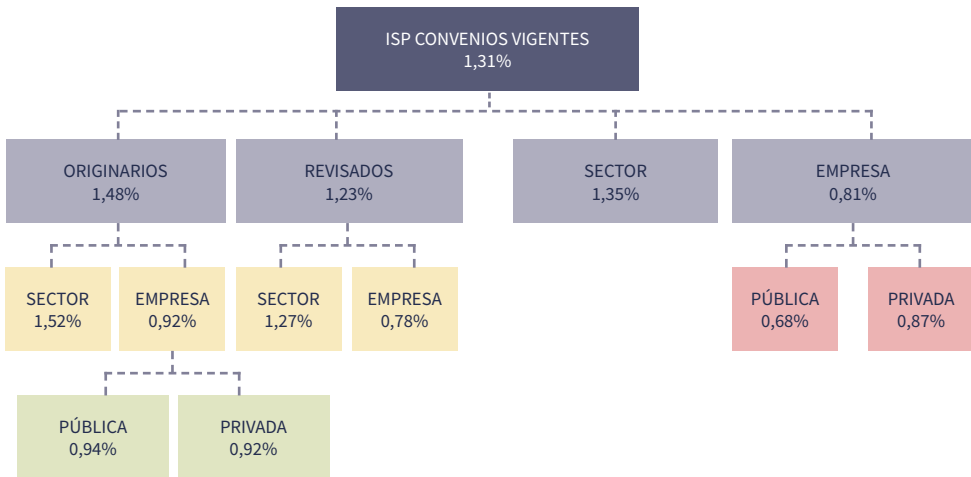 ISP CONVENIOS VIGENTES
1,31%
ORIGINARIOS
1,48%
REVISADOS
1,23%
SECTOR
1,35%
EMPRESA
0,81%
SECTOR
1,52%
EMPRESA
0,92%
SECTOR
1,27%
EMPRESA
0,78%
PÚBLICA
0,68%
PRIVADA
0,87%
PÚBLICA
0,94%
PRIVADA
0,92%